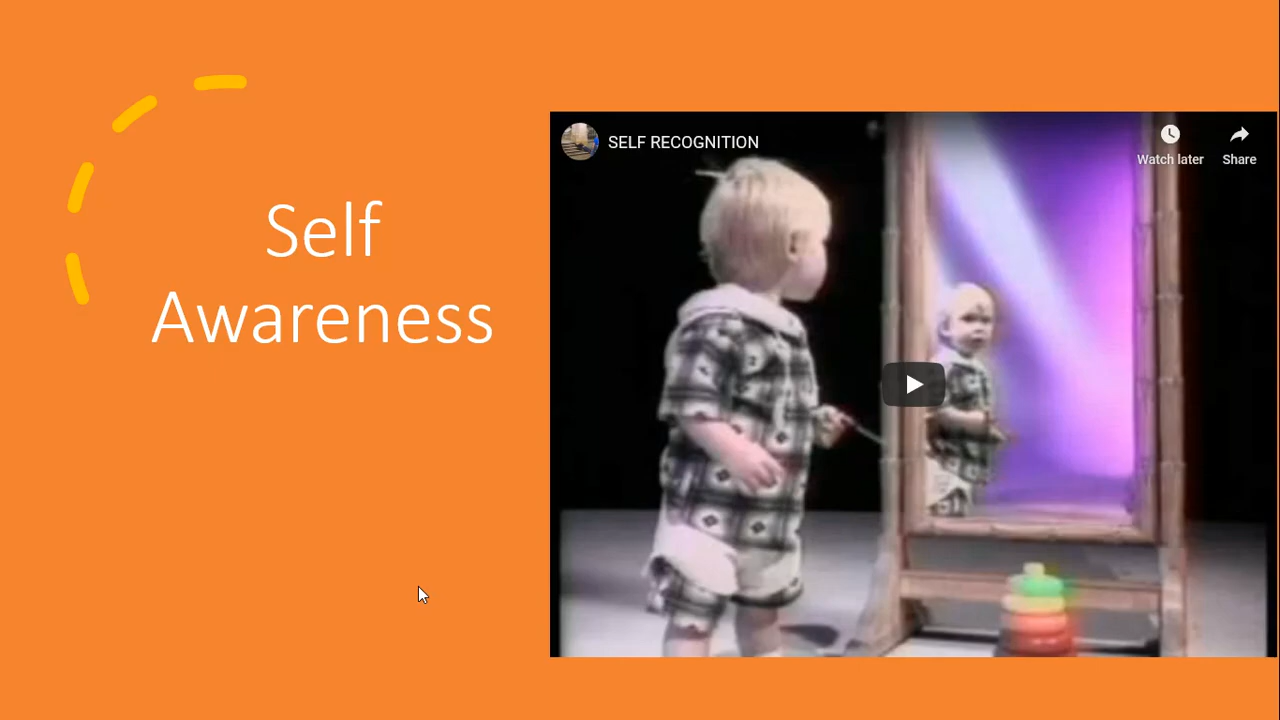 Self
Awareness
SELF RECOGNITION
Watch later
Share